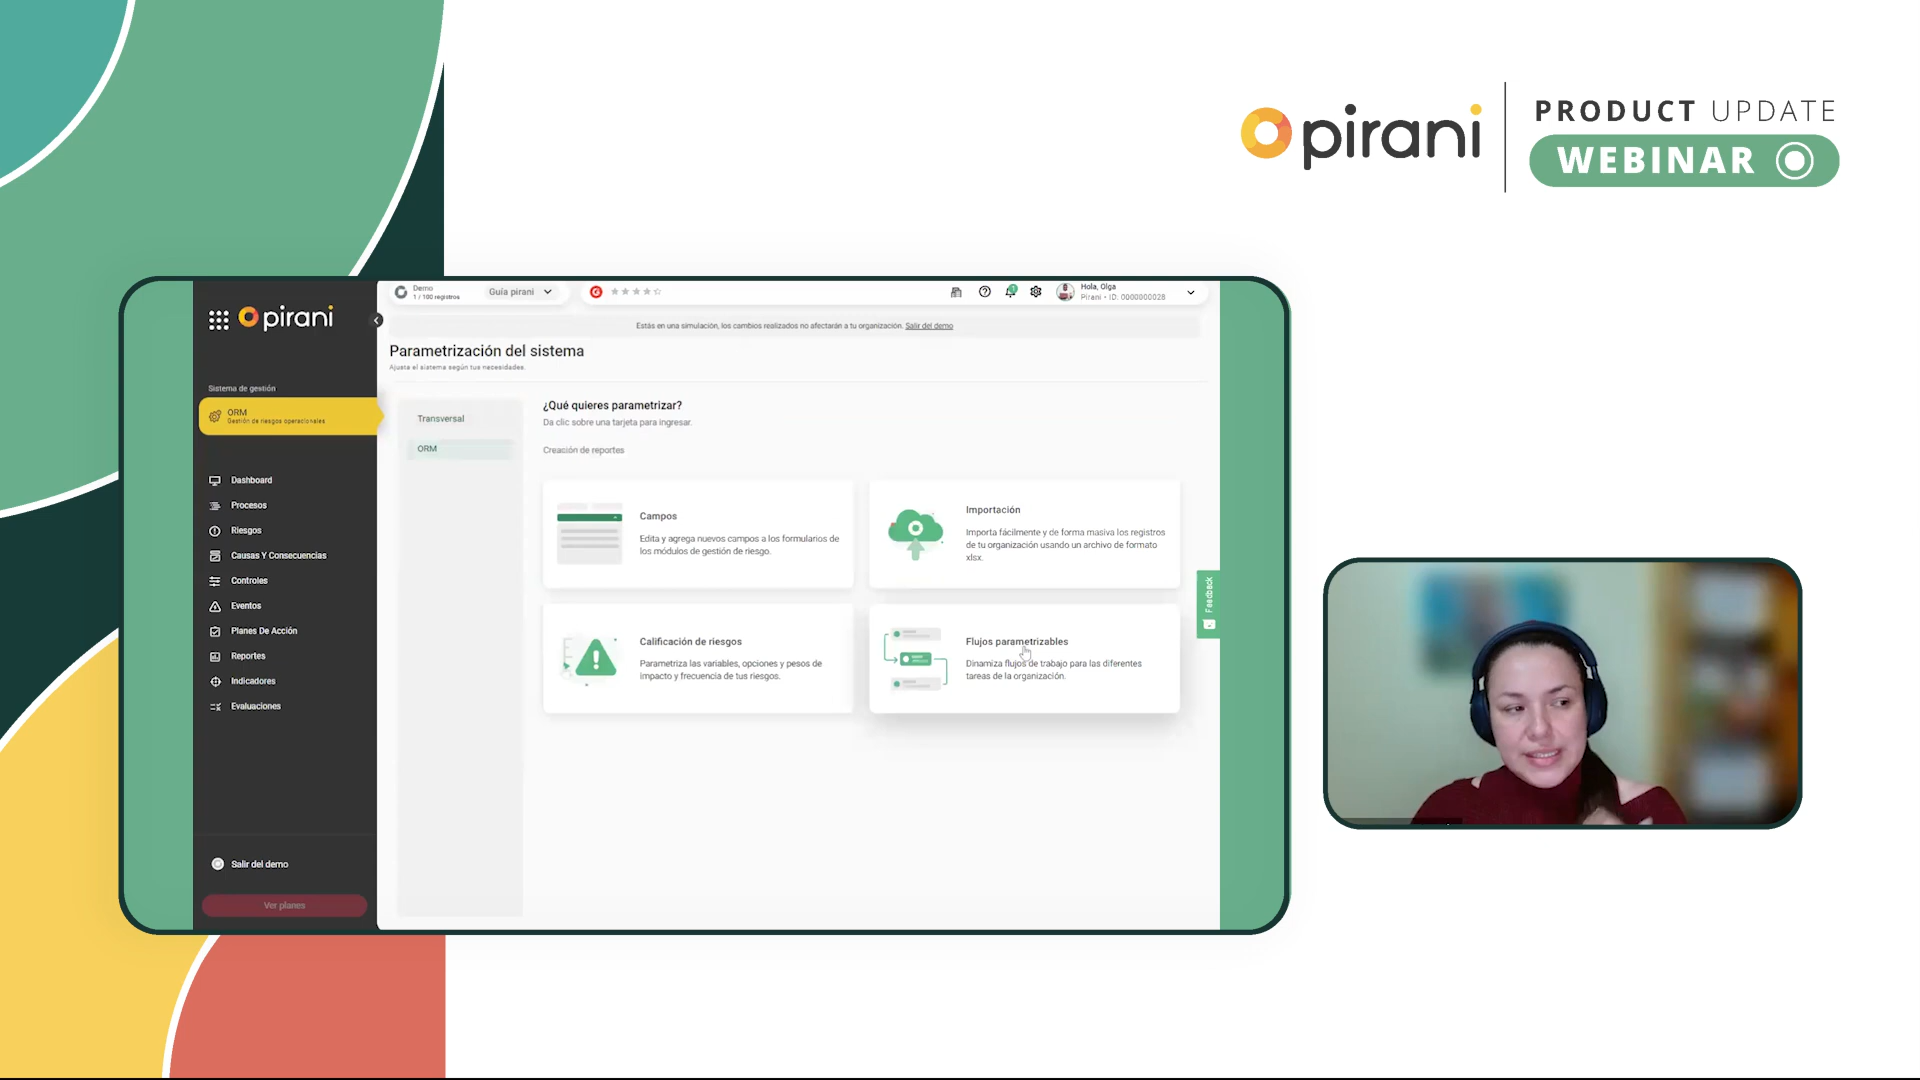 pirani
PRODUCT UPDATE
WEBINAR
pirani
Sistema de gestión
ORM
Gestión de riesgos operacionales
Dashboard
Procesos
Riesgos
Causas Y Consecuencias
Controles
Eventos
Planes De Acción
Reportes
Indicadores
Evaluaciones
Salir del demo
Ver planes
Demo
1 / 100 registros
Guía pirani
Hola, Olga
Pirani • ID: 0000000028
Estás en una simulación, los cambios realizados no afectarán a tu organización. Salir del demo
Parametrización del sistema
Ajusta el sistema según tus necesidades.
Transversal
ORM
¿Qué quieres parametrizar?
Da clic sobre una tarjeta para ingresar.
Creación de reportes
Campos
Edita y agrega nuevos campos a los formularios de
los módulos de gestión de riesgo.
Importación
Importa fácilmente y de forma masiva los registros
de tu organización usando un archivo de formato
xlsx.
Calificación de riesgos
Parametriza las variables, opciones y pesos de
impacto y frecuencia de tus riesgos.
Flujos parametrizables
Dinamiza flujos de trabajo para las diferentes
tareas de la organización.
Feedback